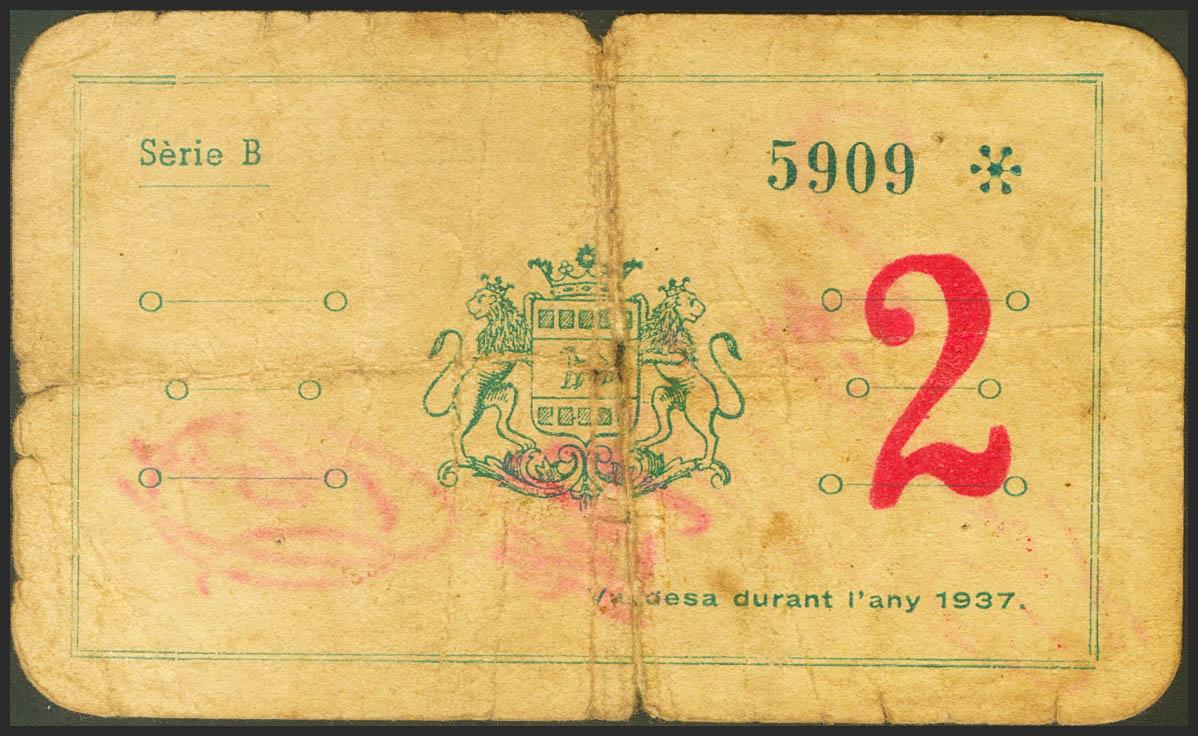 Sèrie B
5909
2
desa durant l'any 1937.